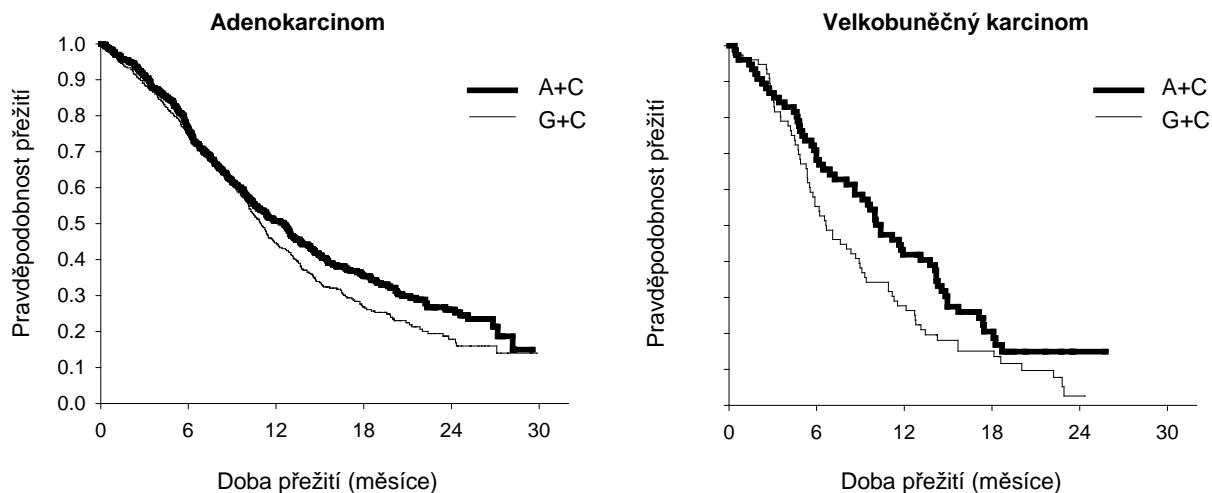 Adenokarcinom
Pravděpodobnost přežití
1.0
0.9
0.8
0.7
0.6
0.5
0.4
0.3
0.2
0.1
0.0
A+C
G+C
0 6 12 18 24 30
Doba přežití (měsíce)
Velkobuněčný karcinom
Pravděpodobnost přežití
A+C
G+C
0 6 12 18 24 30
Doba přežití (měsíce)